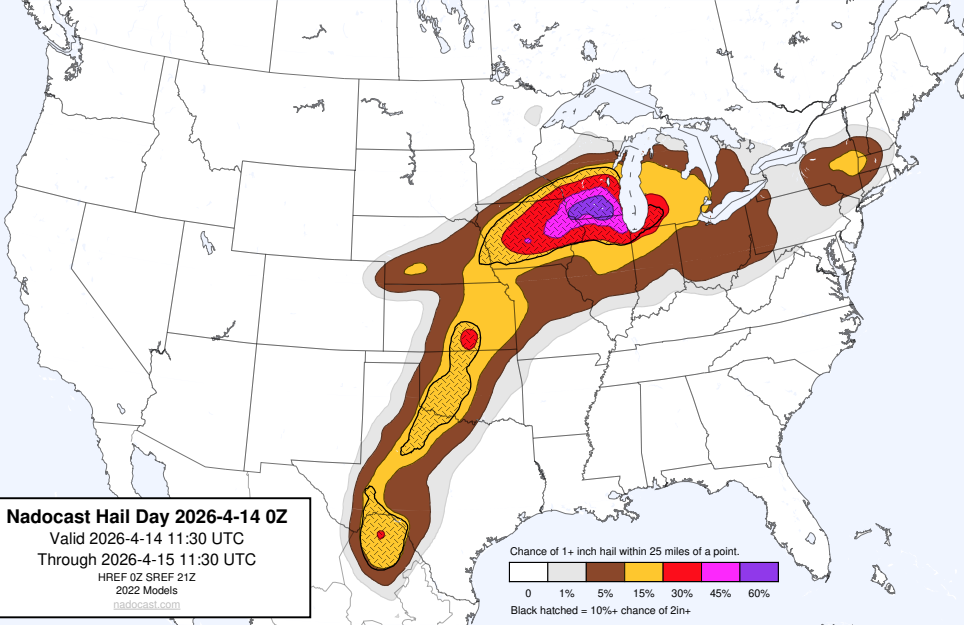 Nadocast Hail Day 2026-4-14 0Z
Valid 2026-4-14 11:30 UTC
Through 2026-4-15 11:30 UTC
HREF 0Z SREF 21Z
2022 Models
nadocast.com
Chance of 1+ inch hail within 25 miles of a point.
0 1% 5% 15% 30% 45% 60%
Black hatched = 10%+ chance of 2in+